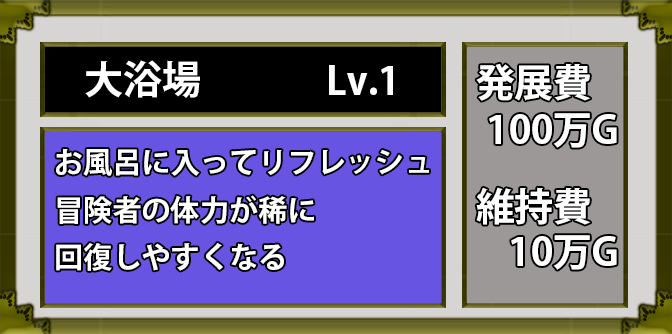 大浴場 Lv.1
お風呂に入ってリフレッシュ
冒険者の体力が稀に
回復しやすくなる
発展費
100万G
維持費
10万G